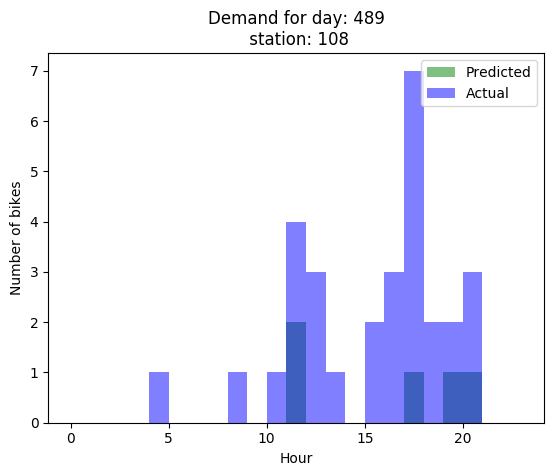 Demand for day: 489
station: 108
Predicted
Actual
Number of bikes
7
6
5
4
3
2
1
0
0 5 10 15 20
Hour